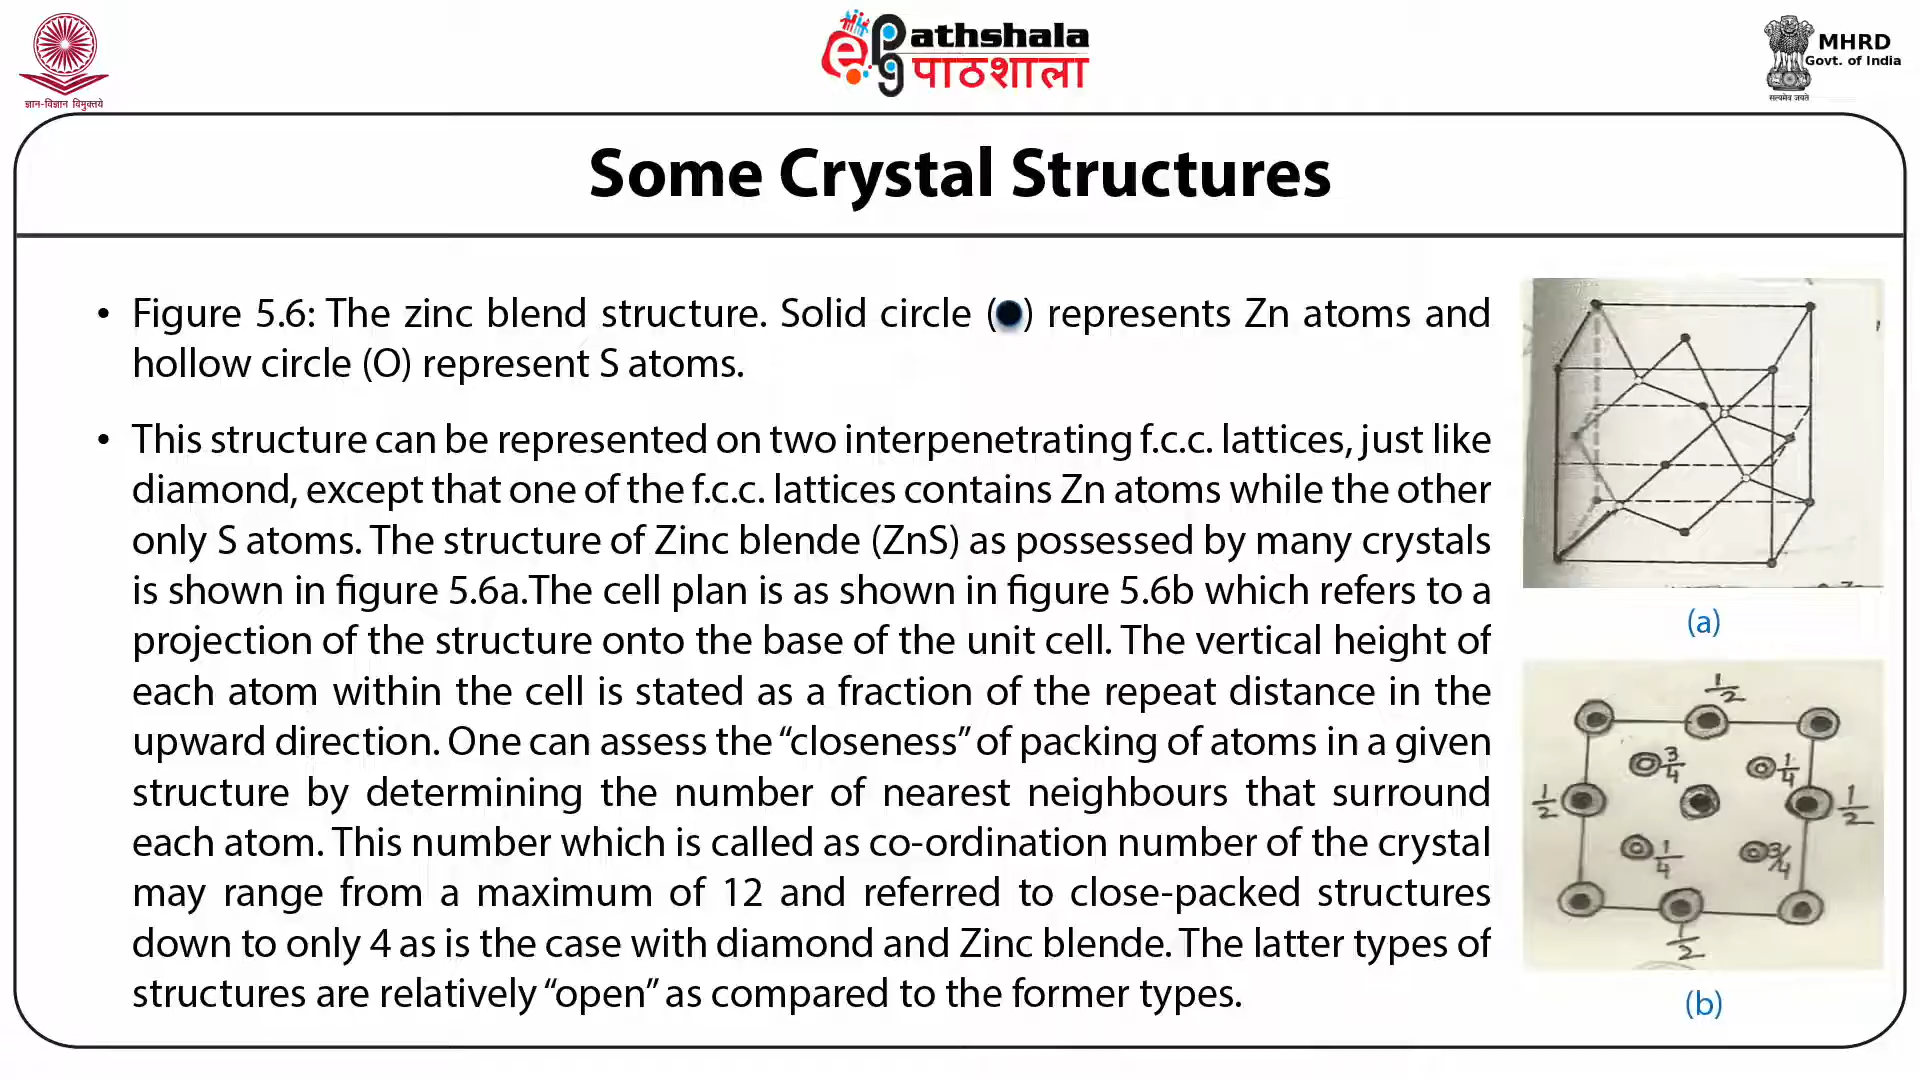 ज्ञान-विज्ञान विमुक्तये
ePathshala
पाठशाला
MHRD
Govt. of India
सत्यमेव जयते
Some Crystal Structures
• Figure 5.6: The zinc blend structure. Solid circle (●) represents Zn atoms and
hollow circle (O) represent S atoms.
• This structure can be represented on two interpenetrating f.c.c. lattices, just like
diamond, except that one of the f.c.c. lattices contains Zn atoms while the other
only S atoms. The structure of Zinc blende (ZnS) as possessed by many crystals
is shown in figure 5.6a.The cell plan is as shown in figure 5.6b which refers to a
projection of the structure onto the base of the unit cell. The vertical height of
each atom within the cell is stated as a fraction of the repeat distance in the
upward direction. One can assess the “closeness” of packing of atoms in a given
structure by determining the number of nearest neighbours that surround
each atom. This number which is called as co-ordination number of the crystal
may range from a maximum of 12 and referred to close-packed structures
down to only 4 as is the case with diamond and Zinc blende. The latter types of
structures are relatively “open” as compared to the former types.
(a)
1/2
3/4 1/4
1/2 1/2
1/4 3/4
1/2
(b)